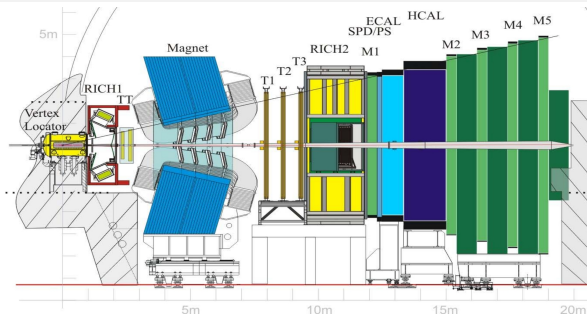 5m
Vertex
Locator
RICH1
TT
Magnet
T1
T2
T3
RICH2
SPD/PS
M1
ECAL
HCAL
M2
M3
M4
M5
5m
10m
15m
20m